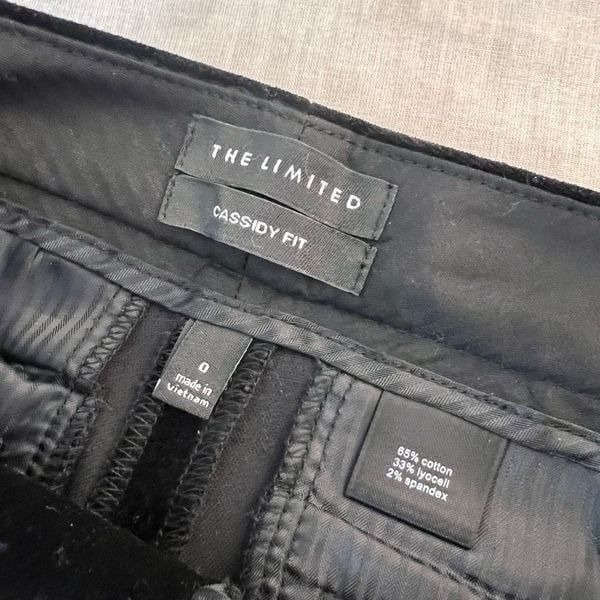 THE LIMITED
CASSIDY FIT
0
made in
Vietnam
65% cotton
33% lyocell
2% spandex